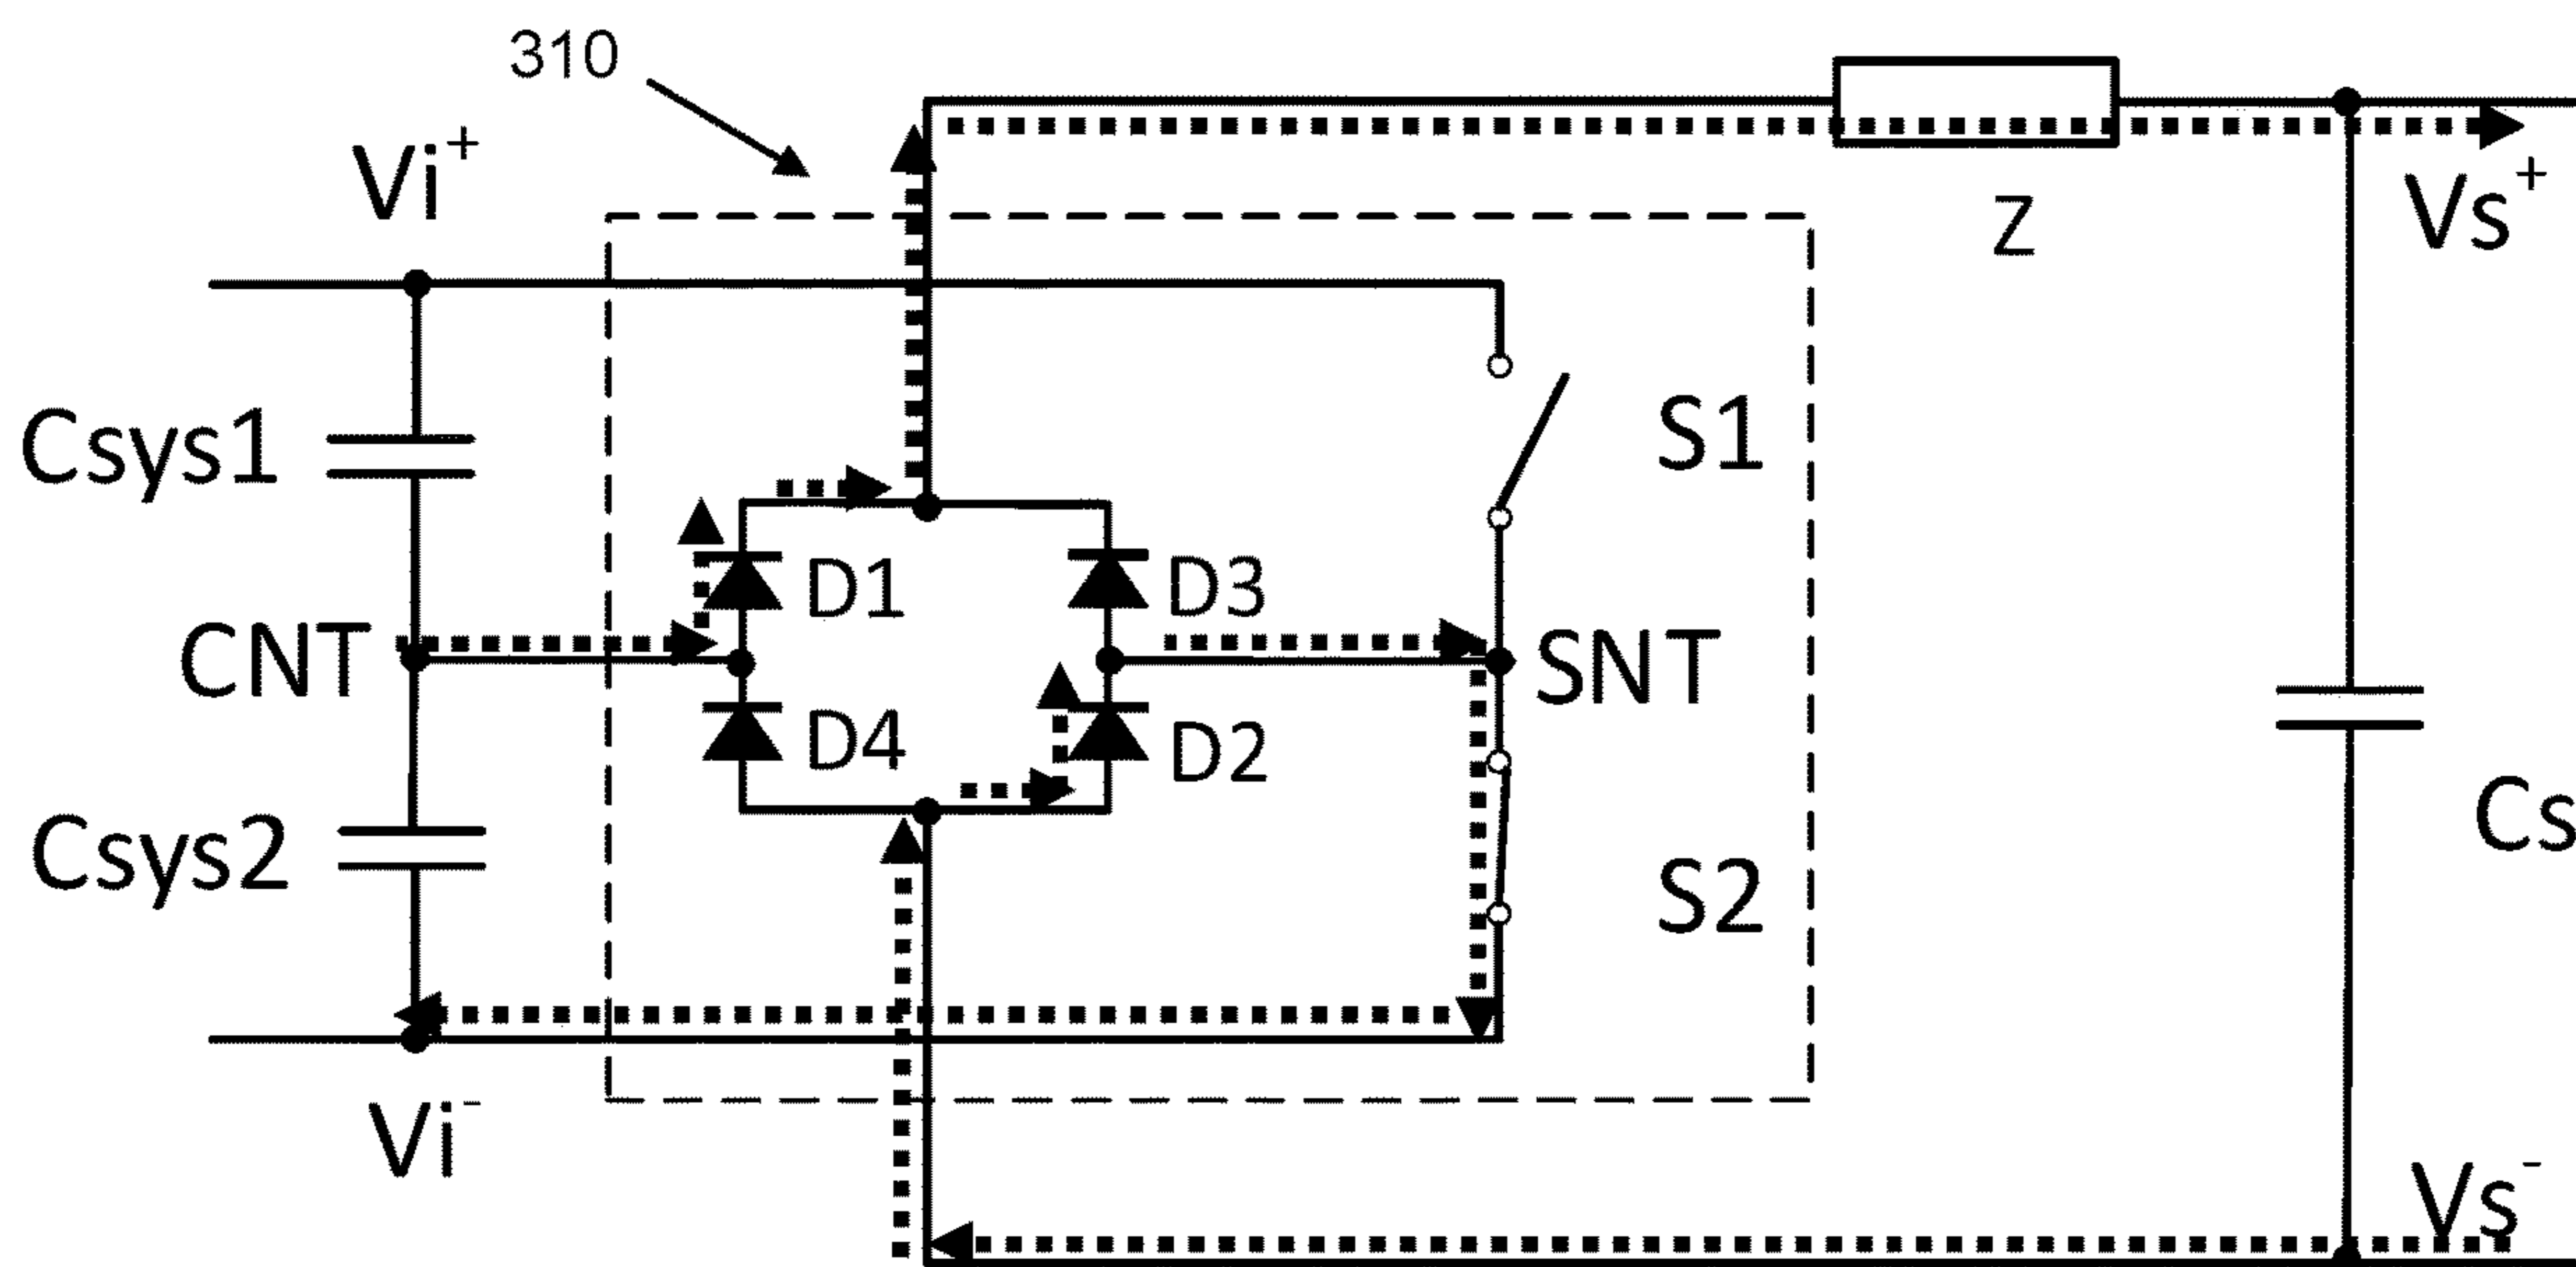 310
Vi+
Vs+
Z
Csys1
S1
D1
D3
CNT
SNT
D4
D2
Csys2
Cs
S2
Vi-
Vs-